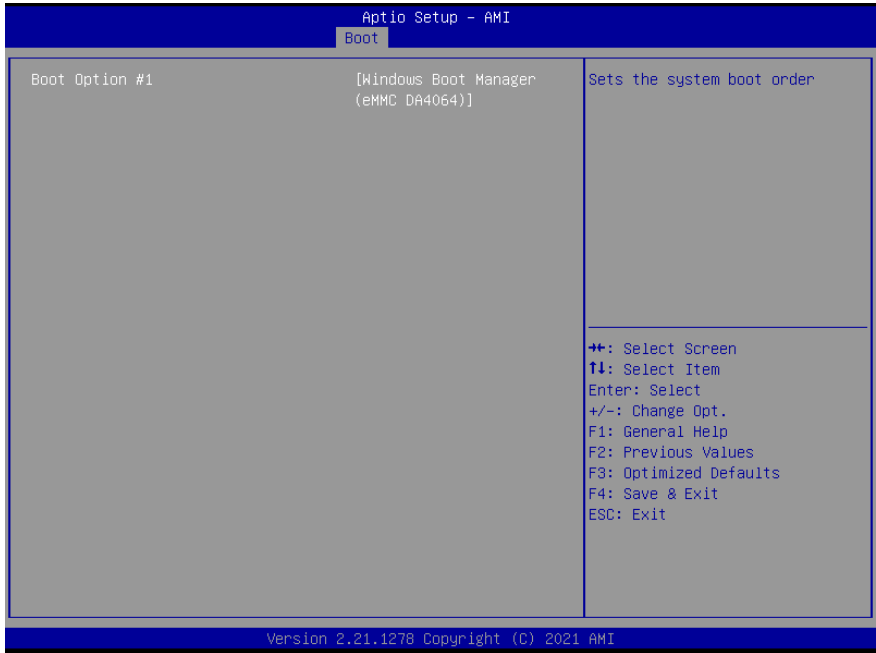 Aptio Setup – AMI
Boot
Boot Option #1 [Windows Boot Manager
(eMMC DA4064)]
Sets the system boot order
→←: Select Screen
↑↓: Select Item
Enter: Select
+/-: Change Opt.
F1: General Help
F2: Previous Values
F3: Optimized Defaults
F4: Save & Exit
ESC: Exit
Version 2.21.1278 Copyright (C) 2021 AMI